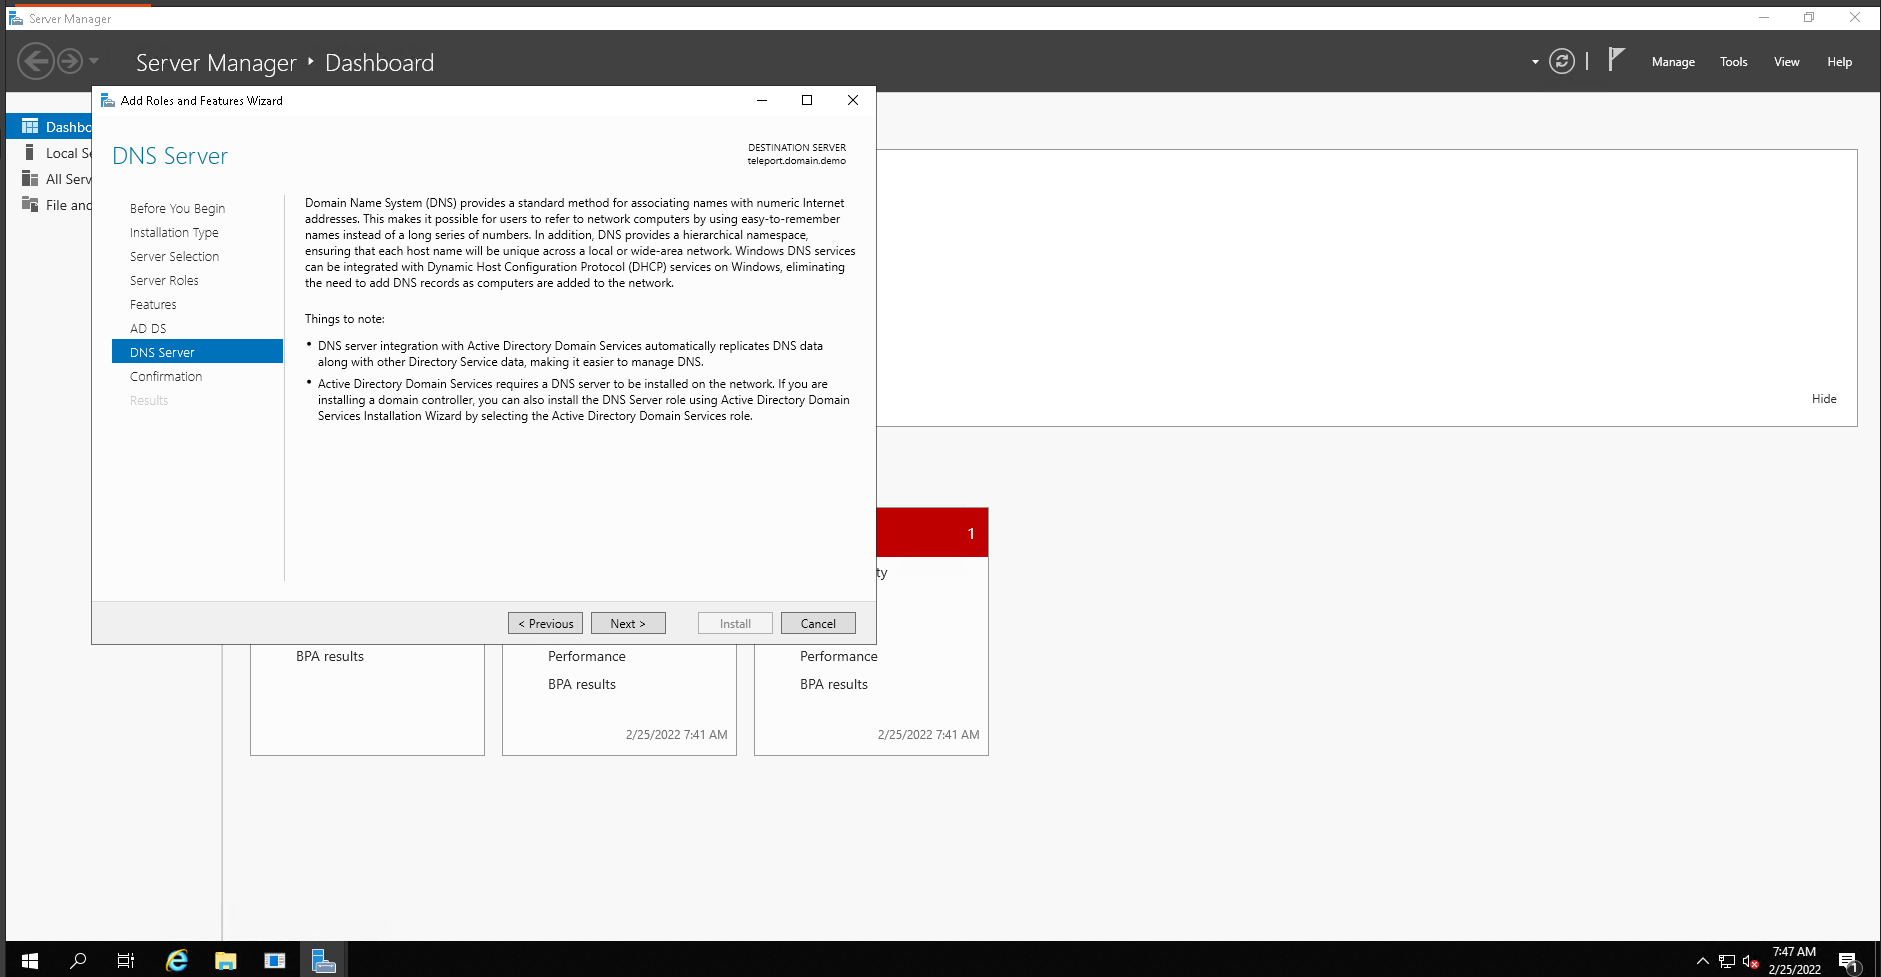 Server Manager
Server Manager ‣ Dashboard
Manage Tools View Help
Add Roles and Features Wizard
Dashbo
Local Se
All Serv
File and
DNS Server
DESTINATION SERVER
teleport.domain.demo
Before You Begin
Installation Type
Server Selection
Server Roles
Features
AD DS
DNS Server
Confirmation
Results
Domain Name System (DNS) provides a standard method for associating names with numeric Internet
addresses. This makes it possible for users to refer to network computers by using easy-to-remember
names instead of a long series of numbers. In addition, DNS provides a hierarchical namespace,
ensuring that each host name will be unique across a local or wide-area network. Windows DNS services
can be integrated with Dynamic Host Configuration Protocol (DHCP) services on Windows, eliminating
the need to add DNS records as computers are added to the network.
Things to note:
• DNS server integration with Active Directory Domain Services automatically replicates DNS data
along with other Directory Service data, making it easier to manage DNS.
• Active Directory Domain Services requires a DNS server to be installed on the network. If you are
installing a domain controller, you can also install the DNS Server role using Active Directory Domain
Services Installation Wizard by selecting the Active Directory Domain Services role.
< Previous Next > Install Cancel
Hide
1
ty
BPA results
Performance
BPA results
2/25/2022 7:41 AM
Performance
BPA results
2/25/2022 7:41 AM
7:47 AM
2/25/2022
1